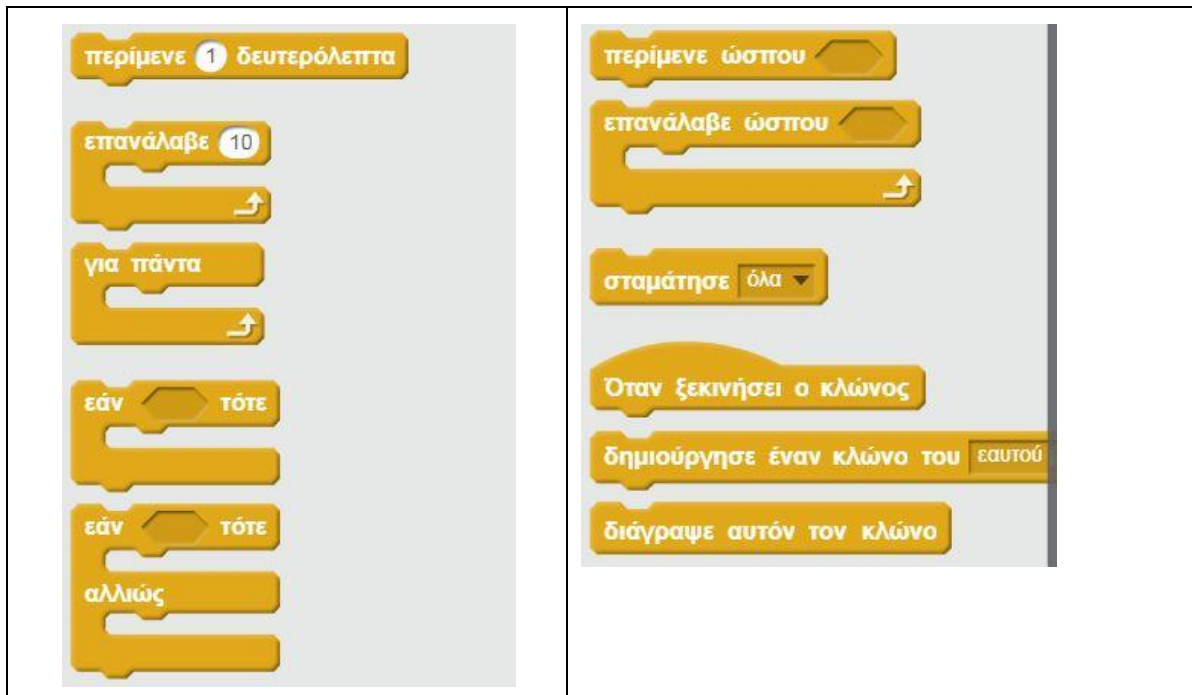 περίμενε 1 δευτερόλεπτα
επανάλαβε 10
για πάντα
εάν τότε
εάν τότε
αλλιώς
περίμενε ώσπου
επανάλαβε ώσπου
σταμάτησε όλα
Όταν ξεκινήσει ο κλώνος
δημιούργησε έναν κλώνο του εαυτού
διάγραψε αυτόν τον κλώνο